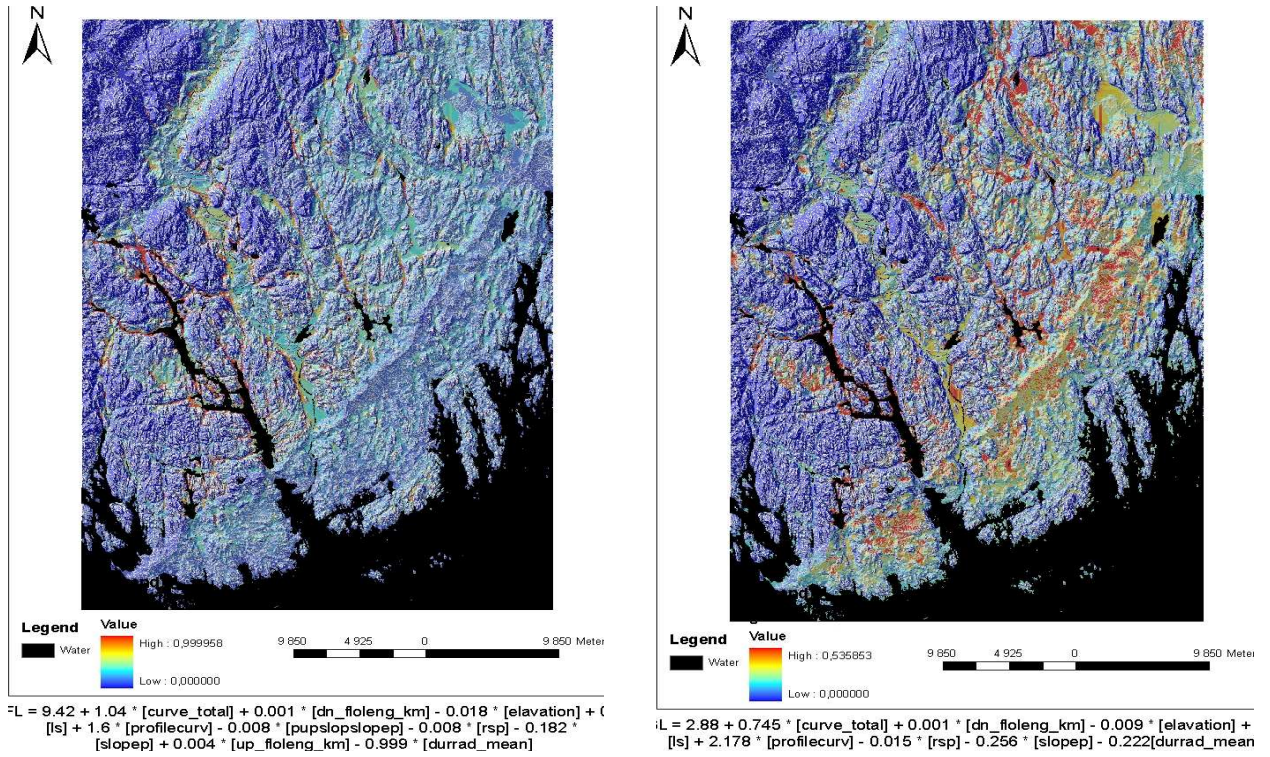 N
Legend
Water
Value
High : 0,999958
Low : 0,000000
9 850 4 925 0 9 850 Meter
FL = 9.42 + 1.04 * [curve_total] + 0.001 * [dn_floleng_km] - 0.018 * [elavation] + 0
[ls] + 1.6 * [profilecurv] - 0.008 * [pupslopslopep] - 0.008 * [rsp] - 0.182 *
[slopep] + 0.004 * [up_floleng_km] - 0.999 * [durrad_mean]
N
Legend
Water
Value
High : 0,535853
Low : 0,000000
9 850 4 925 0 9 850 Meter
L = 2.88 + 0.745 * [curve_total] + 0.001 * [dn_floleng_km] - 0.009 * [elavation] +
[ls] + 2.178 * [profilecurv] - 0.015 * [rsp] - 0.256 * [slopep] - 0.222[durrad_mean